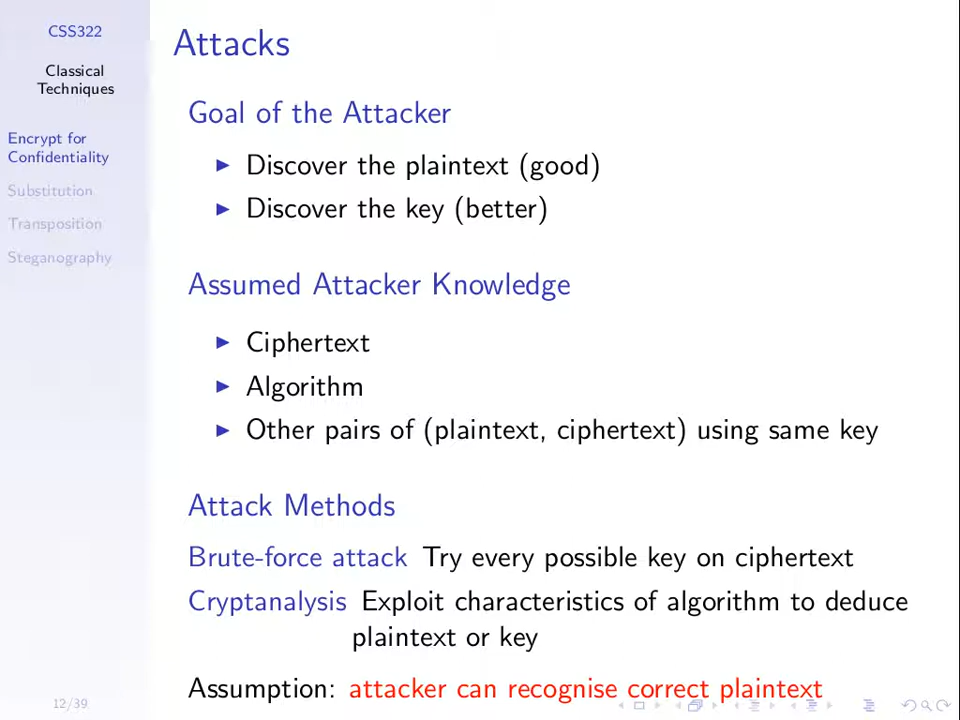 CSS322
Classical
Techniques
Encrypt for
Confidentiality
Substitution
Transposition
Steganography
12/39
Attacks
Goal of the Attacker
Discover the plaintext (good)
Discover the key (better)
Assumed Attacker Knowledge
Ciphertext
Algorithm
Other pairs of (plaintext, ciphertext) using same key
Attack Methods
Brute-force attack Try every possible key on ciphertext
Cryptanalysis Exploit characteristics of algorithm to deduce
plaintext or key
Assumption: attacker can recognise correct plaintext